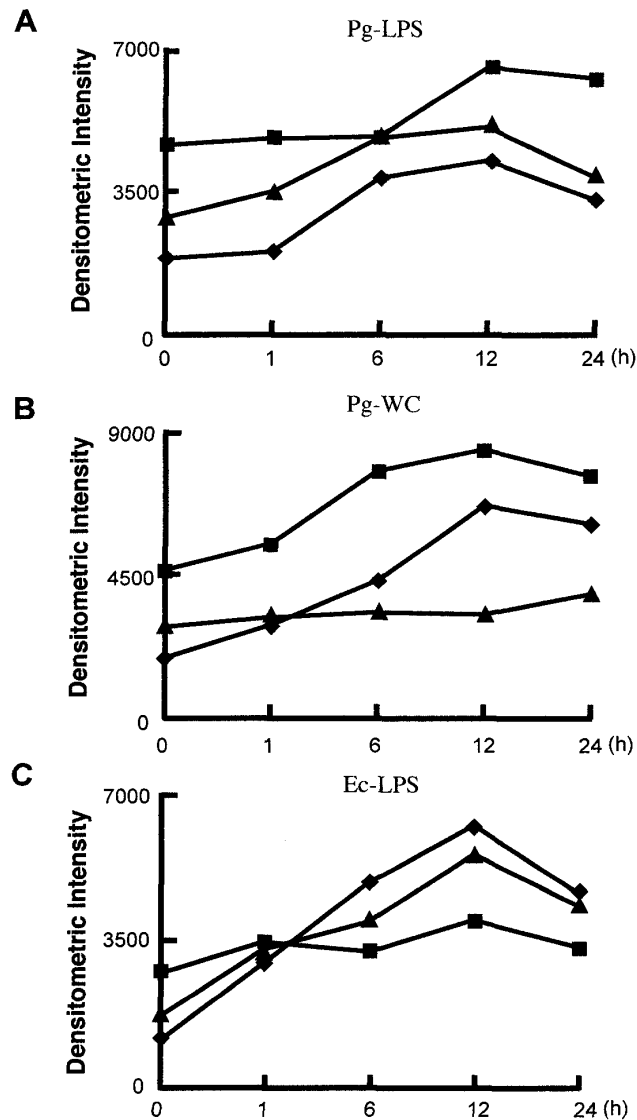 A
Pg-LPS
Densitometric Intensity
7000
3500
0
0 1 6 12 24 (h)
B
Pg-WC
Densitometric Intensity
9000
4500
0
0 1 6 12 24 (h)
C
Ec-LPS
Densitometric Intensity
7000
3500
0
0 1 6 12 24 (h)